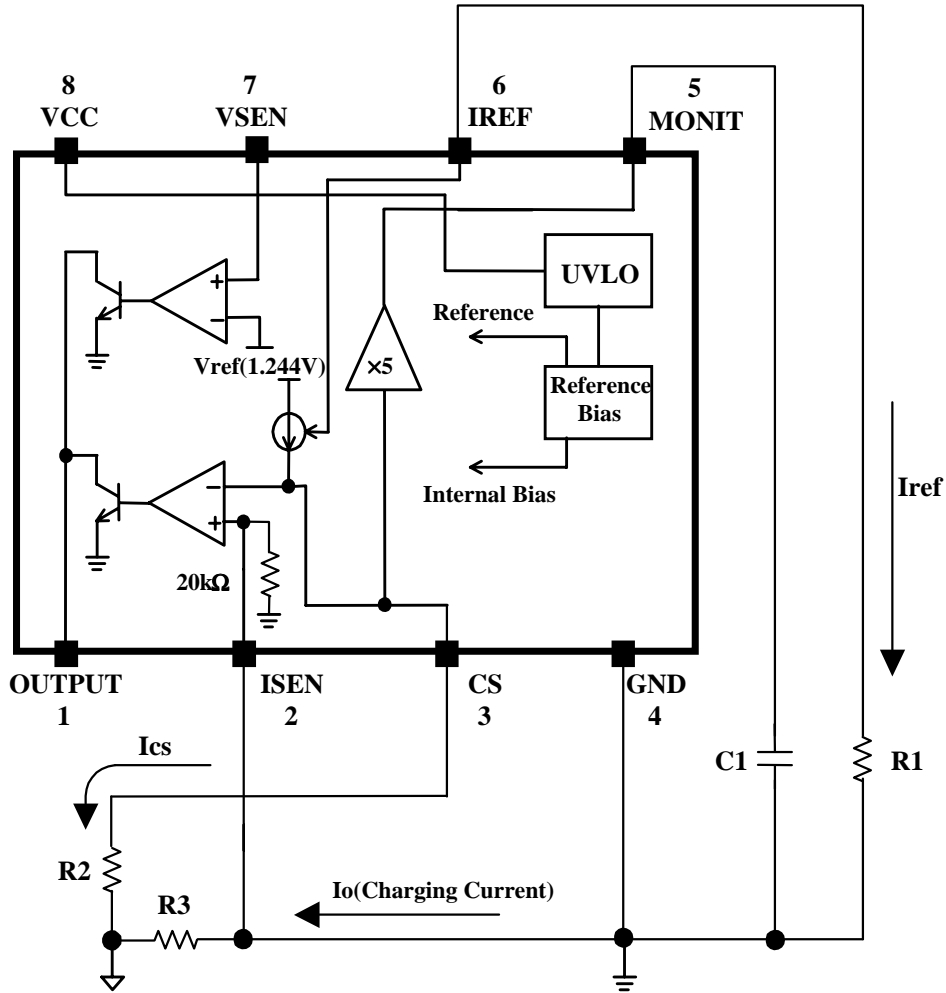 8
VCC
7
VSEN
6
IREF
5
MONIT
UVLO
+
−
Reference
Vref(1.244V)
×5
Reference
Bias
−
+
Internal Bias
Iref
20kΩ
OUTPUT
1
ISEN
2
CS
3
GND
4
Ics
C1
R1
R2
Io(Charging Current)
R3